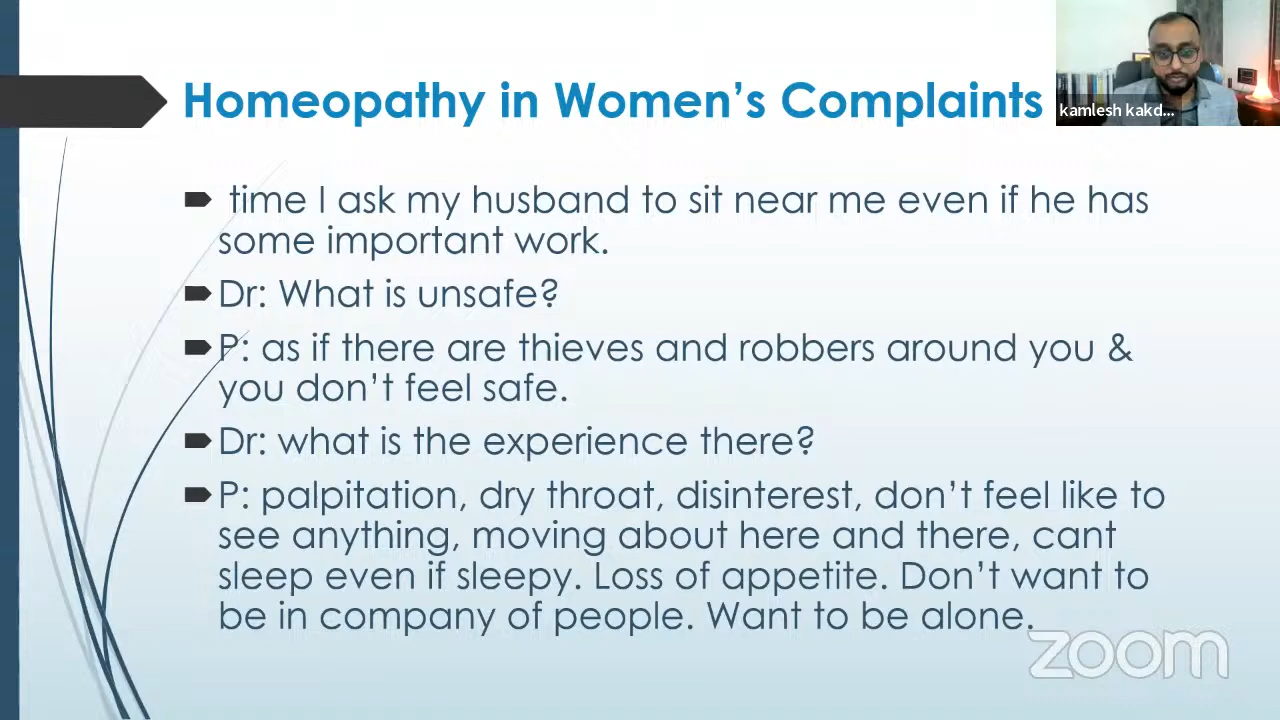 Homeopathy in Women’s Complaints
kamlesh kakd...
time I ask my husband to sit near me even if he has
some important work.
Dr: What is unsafe?
P: as if there are thieves and robbers around you &
you don’t feel safe.
Dr: what is the experience there?
P: palpitation, dry throat, disinterest, don’t feel like to
see anything, moving about here and there, cant
sleep even if sleepy. Loss of appetite. Don’t want to
be in company of people. Want to be alone.
zoom